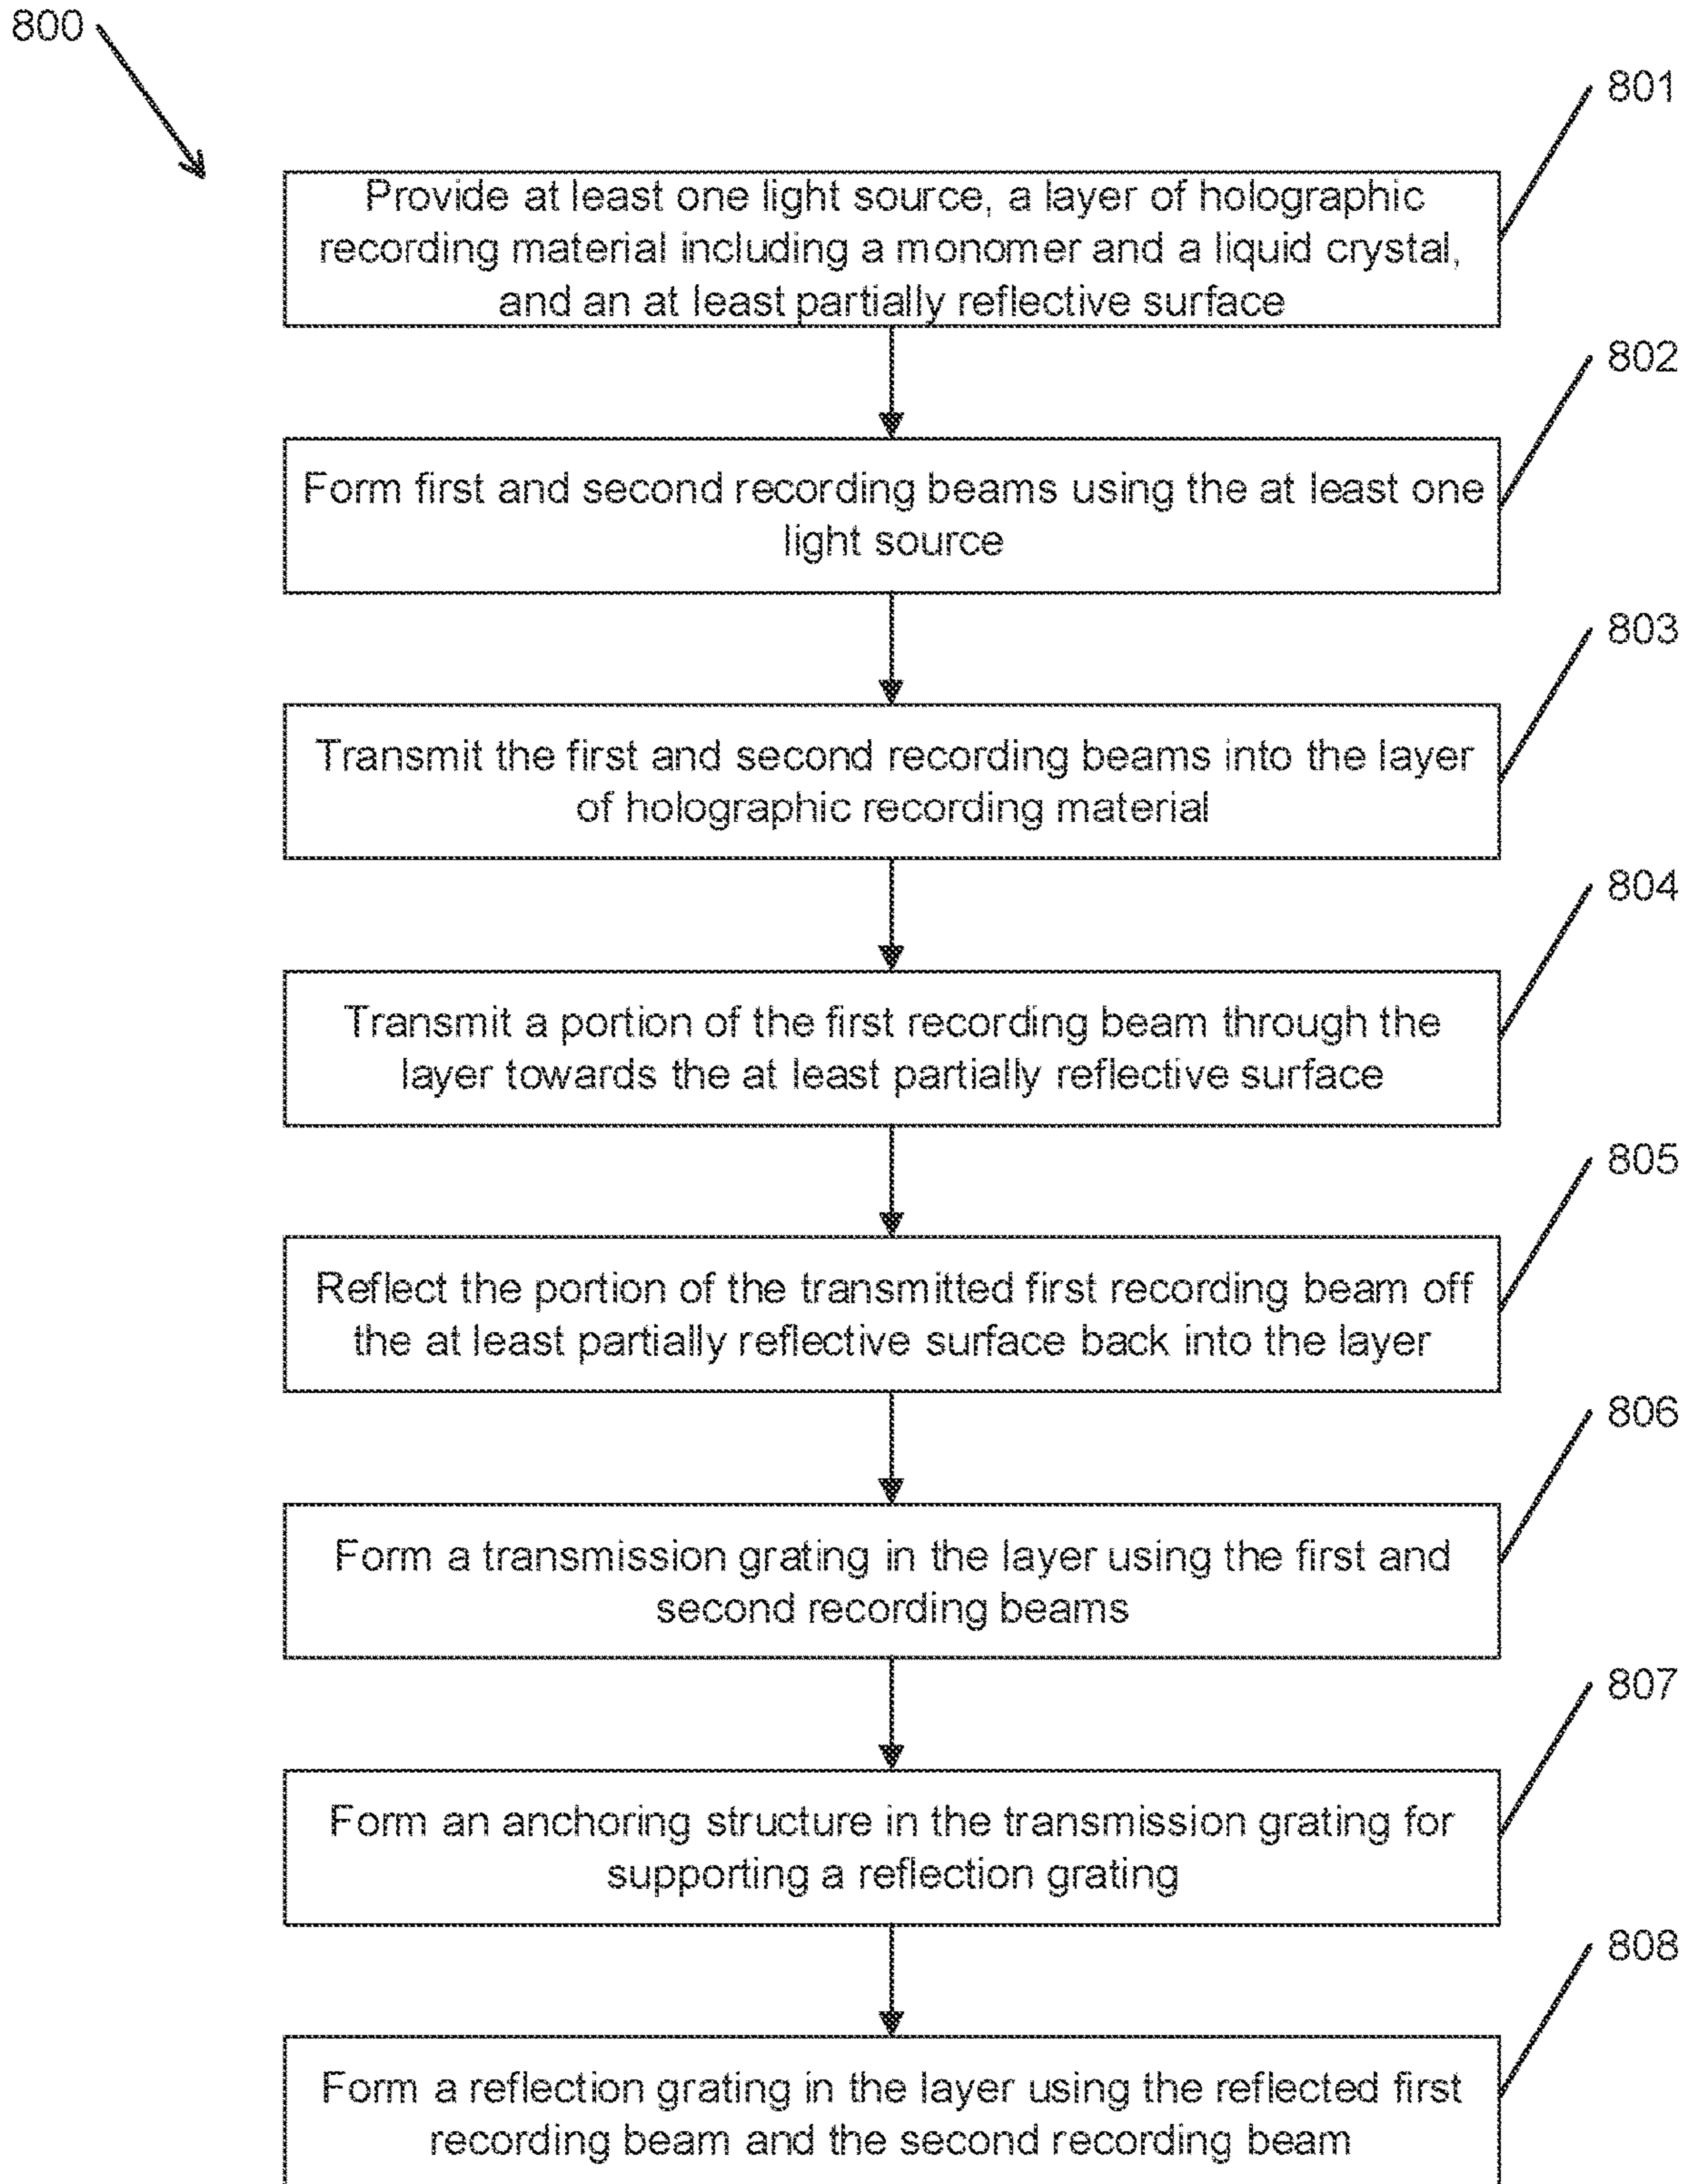 800
801
Provide at least one light source, a layer of holographic
recording material including a monomer and a liquid crystal,
and an at least partially reflective surface
802
Form first and second recording beams using the at least one
light source
803
Transmit the first and second recording beams into the layer
of holographic recording material
804
Transmit a portion of the first recording beam through the
layer towards the at least partially reflective surface
805
Reflect the portion of the transmitted first recording beam off
the at least partially reflective surface back into the layer
806
Form a transmission grating in the layer using the first and
second recording beams
807
Form an anchoring structure in the transmission grating for
supporting a reflection grating
808
Form a reflection grating in the layer using the reflected first
recording beam and the second recording beam